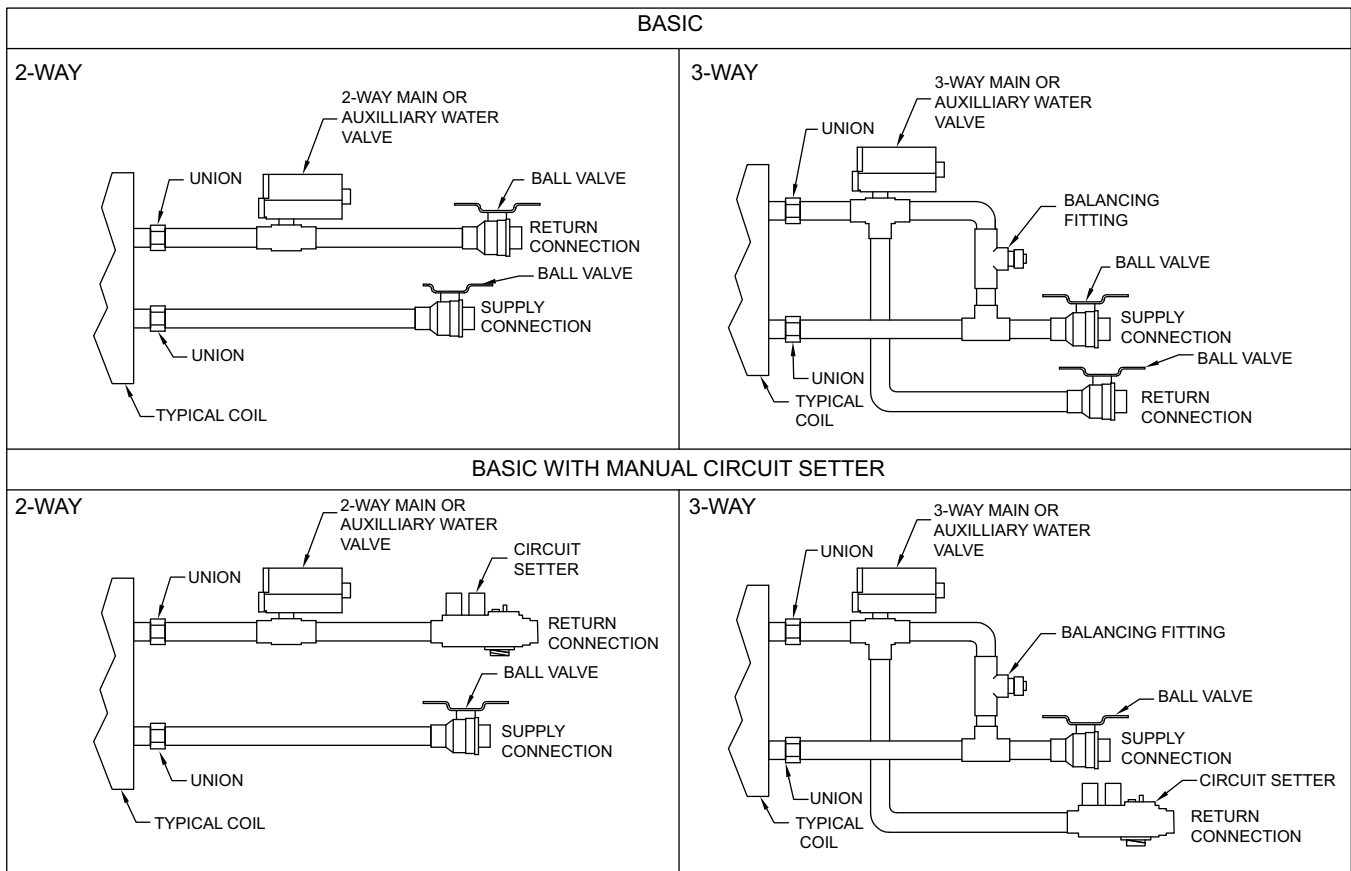 BASIC
2-WAY
2-WAY MAIN OR
AUXILLIARY WATER
VALVE
UNION
BALL VALVE
RETURN
CONNECTION
BALL VALVE
SUPPLY
CONNECTION
UNION
TYPICAL COIL
3-WAY
3-WAY MAIN OR
AUXILLIARY WATER
VALVE
UNION
BALANCING
FITTING
BALL VALVE
SUPPLY
CONNECTION
BALL VALVE
UNION
TYPICAL
COIL
RETURN
CONNECTION
BASIC WITH MANUAL CIRCUIT SETTER
2-WAY
2-WAY MAIN OR
AUXILLIARY WATER
VALVE
UNION
CIRCUIT
SETTER
RETURN
CONNECTION
BALL VALVE
SUPPLY
CONNECTION
UNION
TYPICAL COIL
3-WAY
3-WAY MAIN OR
AUXILLIARY WATER
VALVE
UNION
BALANCING FITTING
BALL VALVE
SUPPLY
CONNECTION
CIRCUIT SETTER
UNION
TYPICAL
COIL
RETURN
CONNECTION